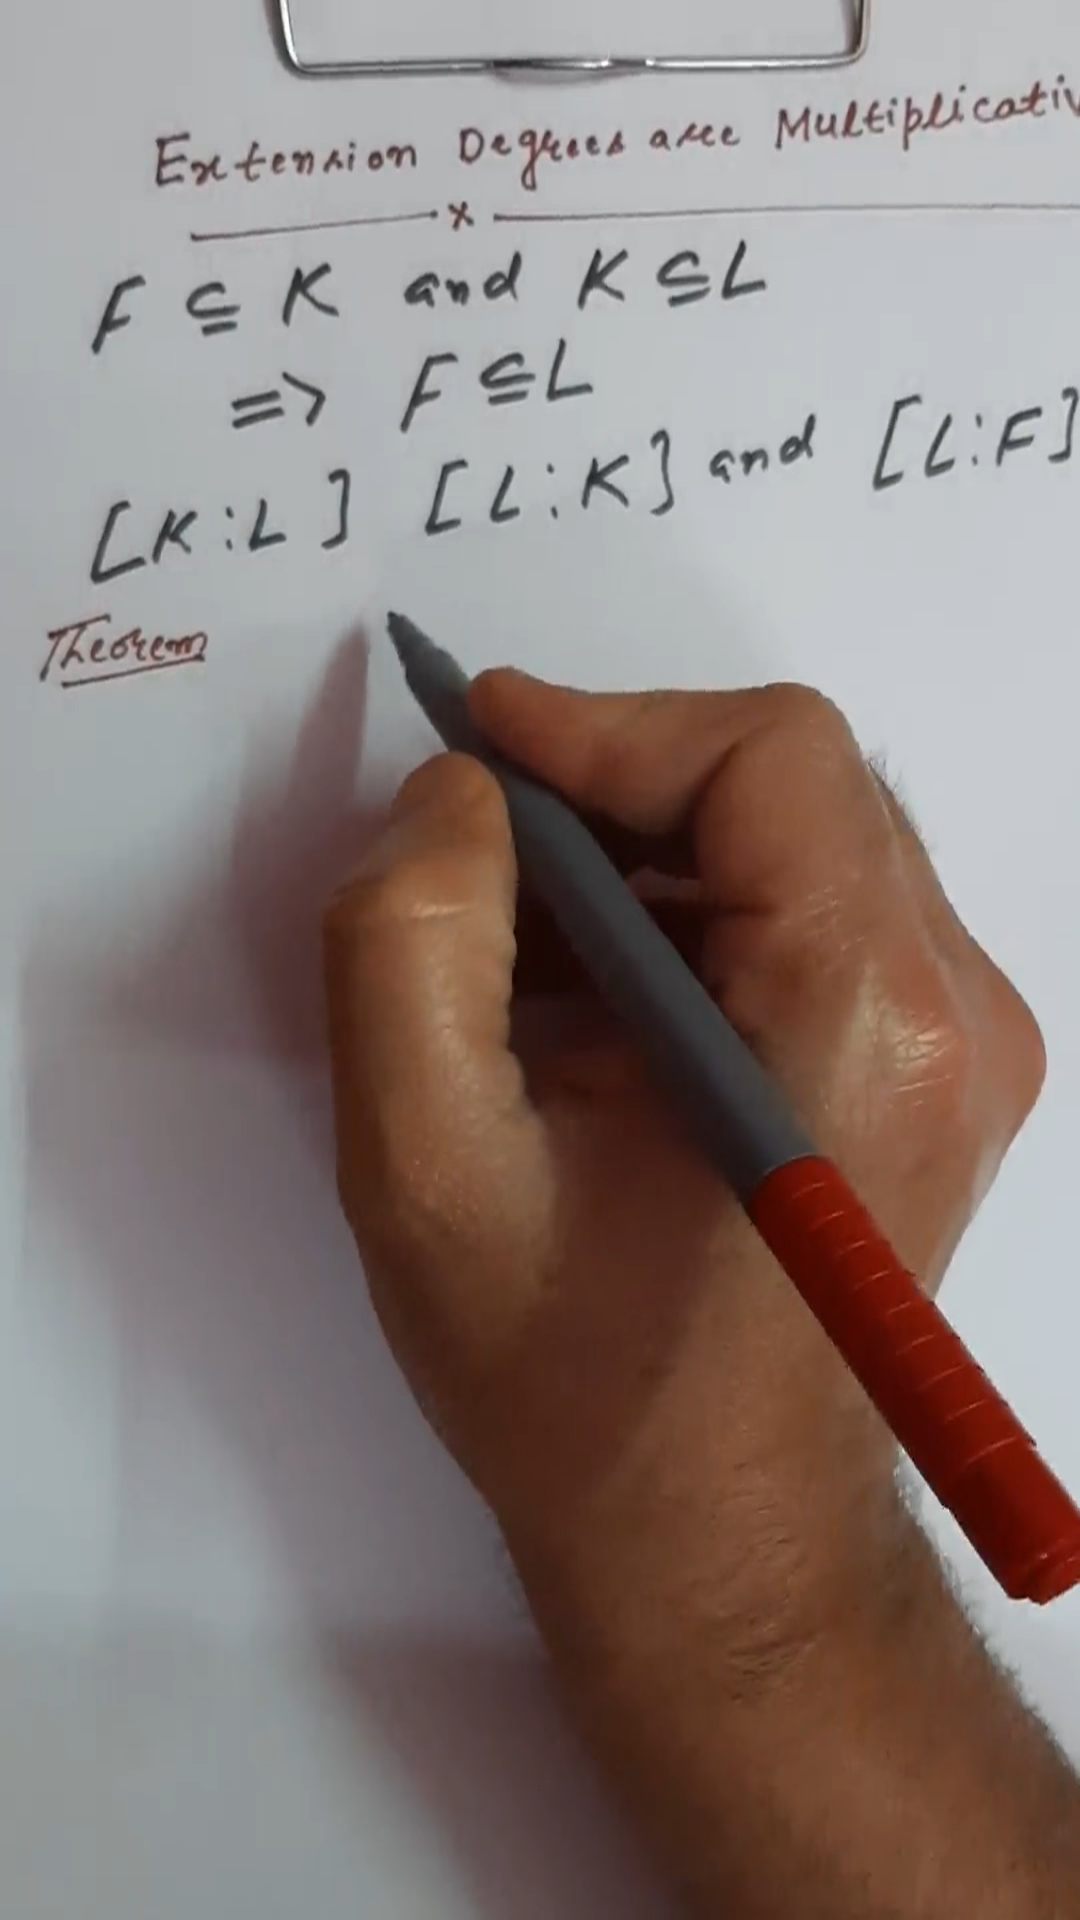 Extension Degrees are Multiplicativ
x
F ⊆ K and K ⊆ L
=> F ⊆ L
[K:L] [L:K] and [L:F]
Theorem